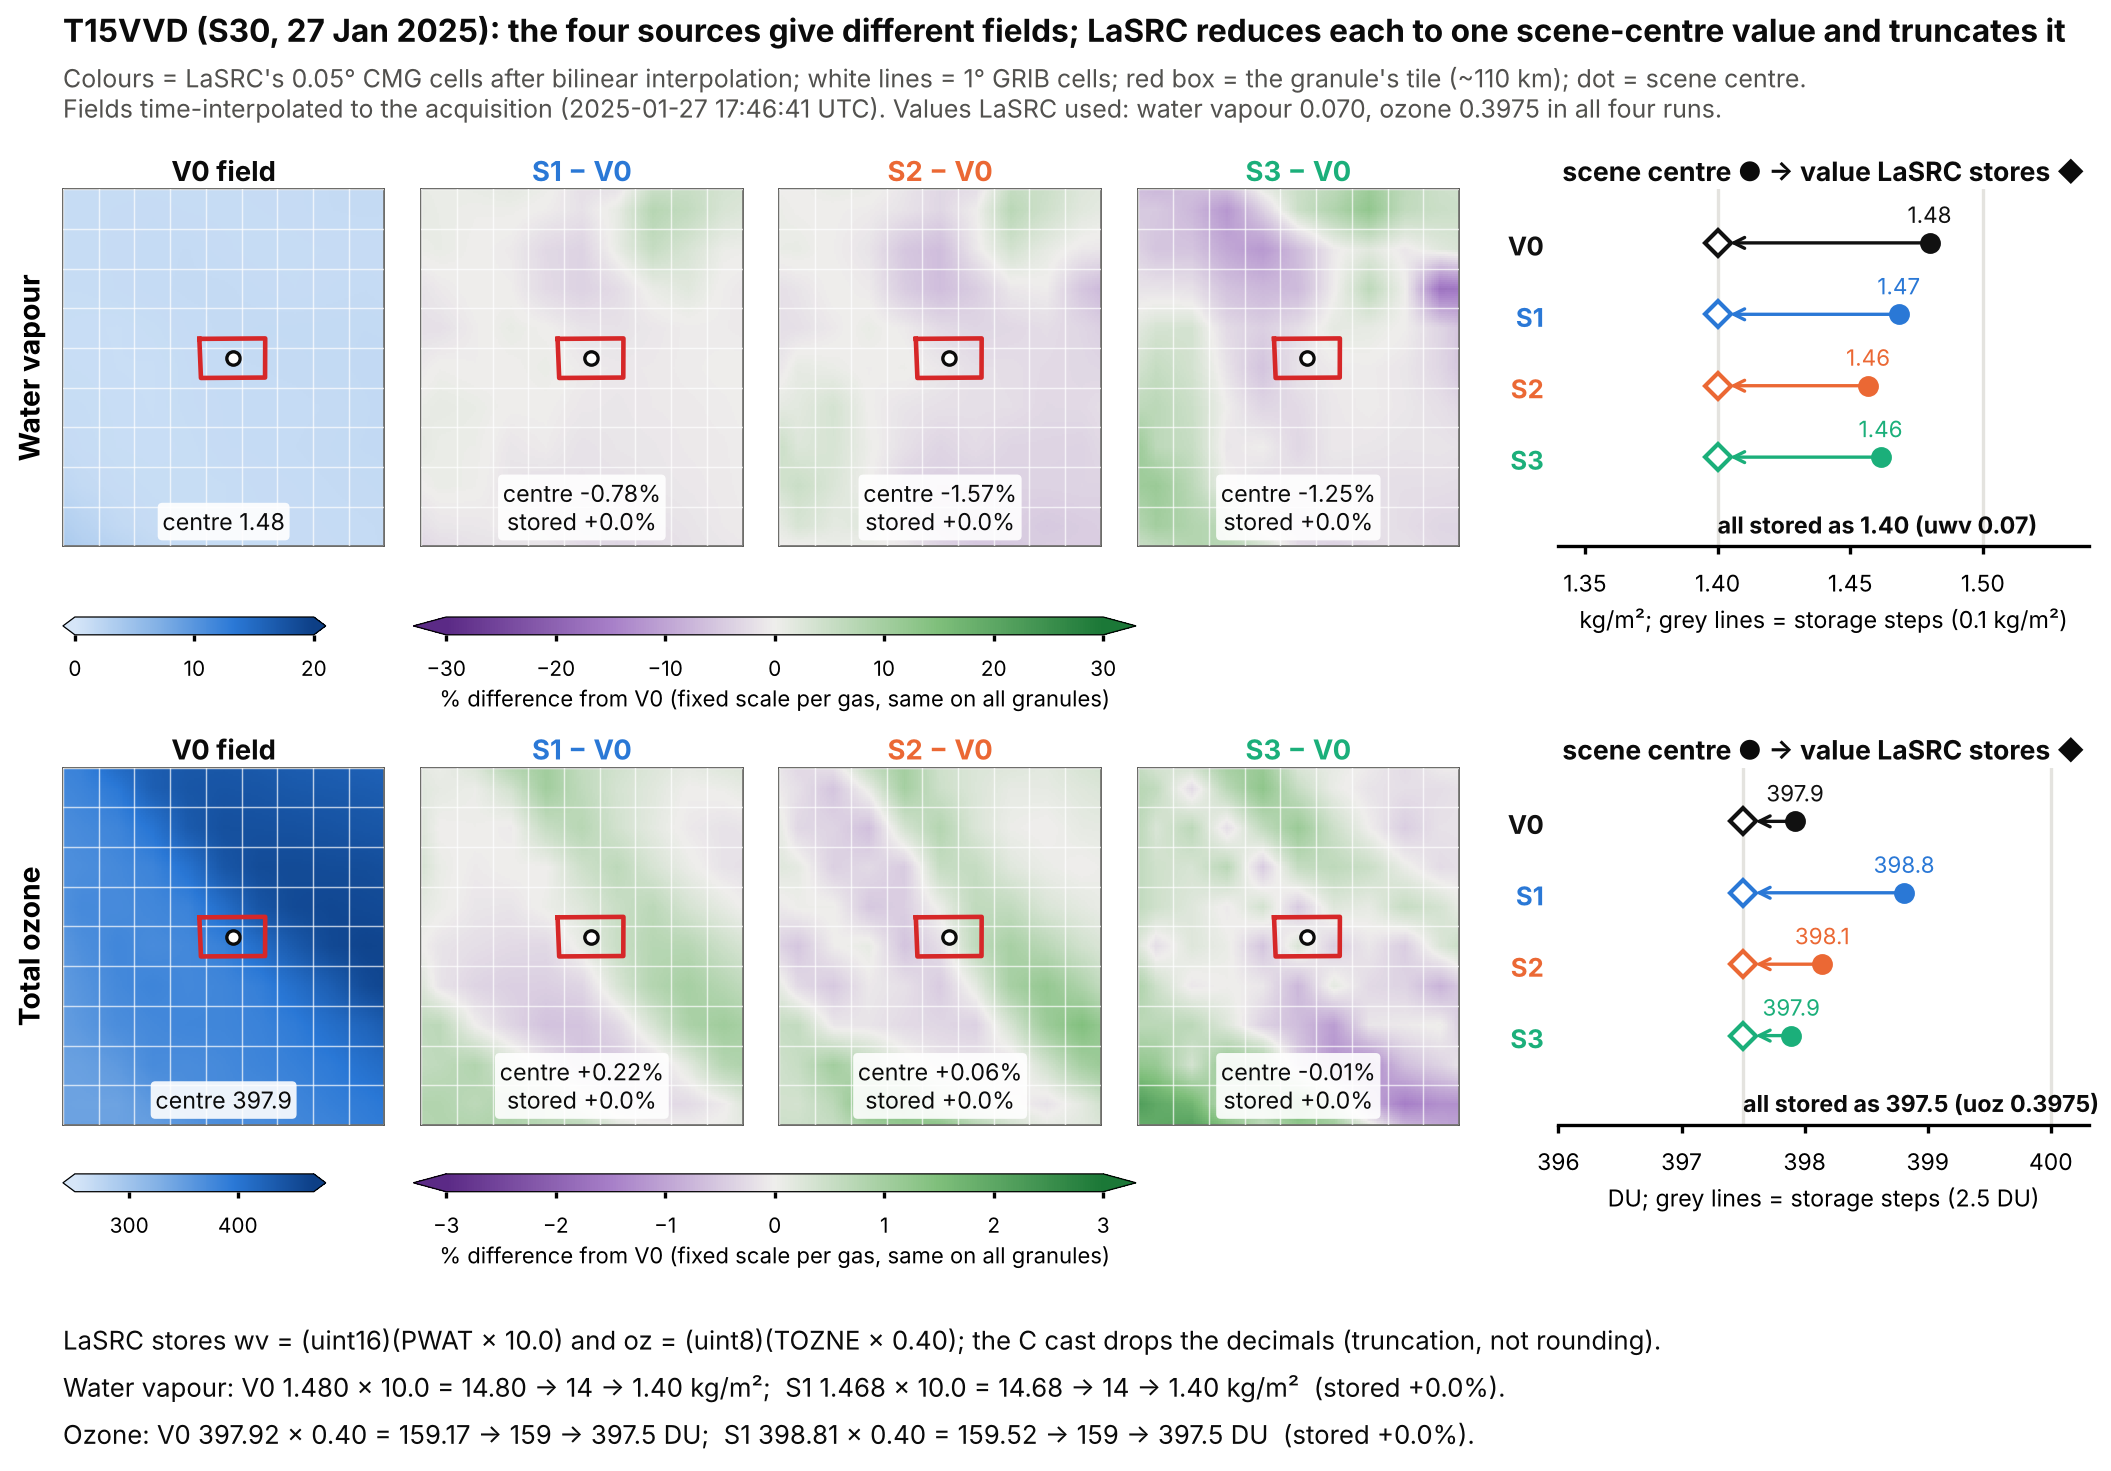 T15VVD (S30, 27 Jan 2025): the four sources give different fields; LaSRC reduces each to one scene-centre value and truncates it
Colours = LaSRC's 0.05° CMG cells after bilinear interpolation; white lines = 1° GRIB cells; red box = the granule's tile (~110 km); dot = scene centre.
Fields time-interpolated to the acquisition (2025-01-27 17:46:41 UTC). Values LaSRC used: water vapour 0.070, ozone 0.3975 in all four runs.
V0 field
S1 − V0
S2 − V0
S3 − V0
scene centre ● → value LaSRC stores ◆
Water vapour
centre 1.48
centre -0.78%
stored +0.0%
centre -1.57%
stored +0.0%
centre -1.25%
stored +0.0%
V0
1.48
S1
1.47
S2
1.46
S3
1.46
all stored as 1.40 (uwv 0.07)
1.35 1.40 1.45 1.50
kg/m²; grey lines = storage steps (0.1 kg/m²)
0 10 20
−30 −20 −10 0 10 20 30
% difference from V0 (fixed scale per gas, same on all granules)
V0 field
S1 − V0
S2 − V0
S3 − V0
scene centre ● → value LaSRC stores ◆
Total ozone
centre 397.9
centre +0.22%
stored +0.0%
centre +0.06%
stored +0.0%
centre -0.01%
stored +0.0%
V0
397.9
S1
398.8
S2
398.1
S3
397.9
all stored as 397.5 (uoz 0.3975)
396 397 398 399 400
DU; grey lines = storage steps (2.5 DU)
300 400
−3 −2 −1 0 1 2 3
% difference from V0 (fixed scale per gas, same on all granules)
LaSRC stores wv = (uint16)(PWAT × 10.0) and oz = (uint8)(TOZNE × 0.40); the C cast drops the decimals (truncation, not rounding).
Water vapour: V0 1.480 × 10.0 = 14.80 → 14 → 1.40 kg/m²; S1 1.468 × 10.0 = 14.68 → 14 → 1.40 kg/m² (stored +0.0%).
Ozone: V0 397.92 × 0.40 = 159.17 → 159 → 397.5 DU; S1 398.81 × 0.40 = 159.52 → 159 → 397.5 DU (stored +0.0%).